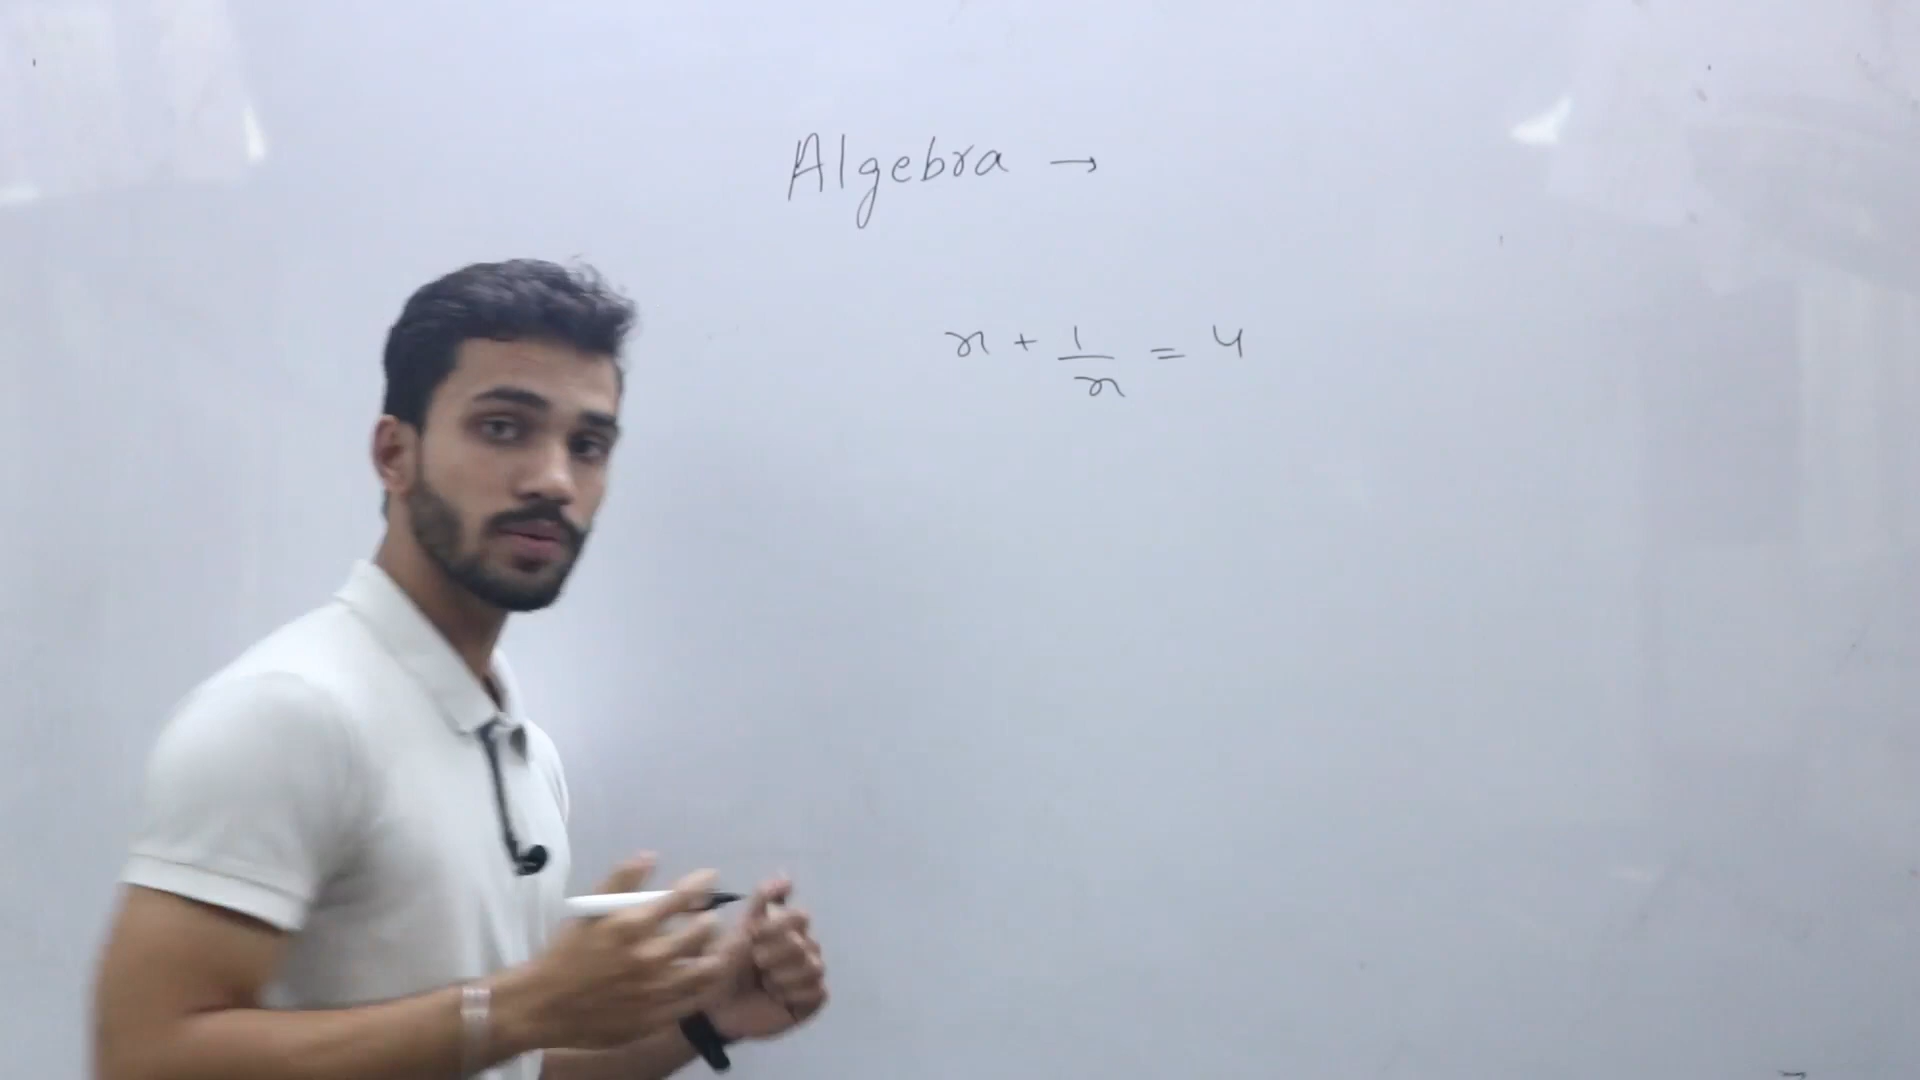 Algebra →
x + 1/x = 4